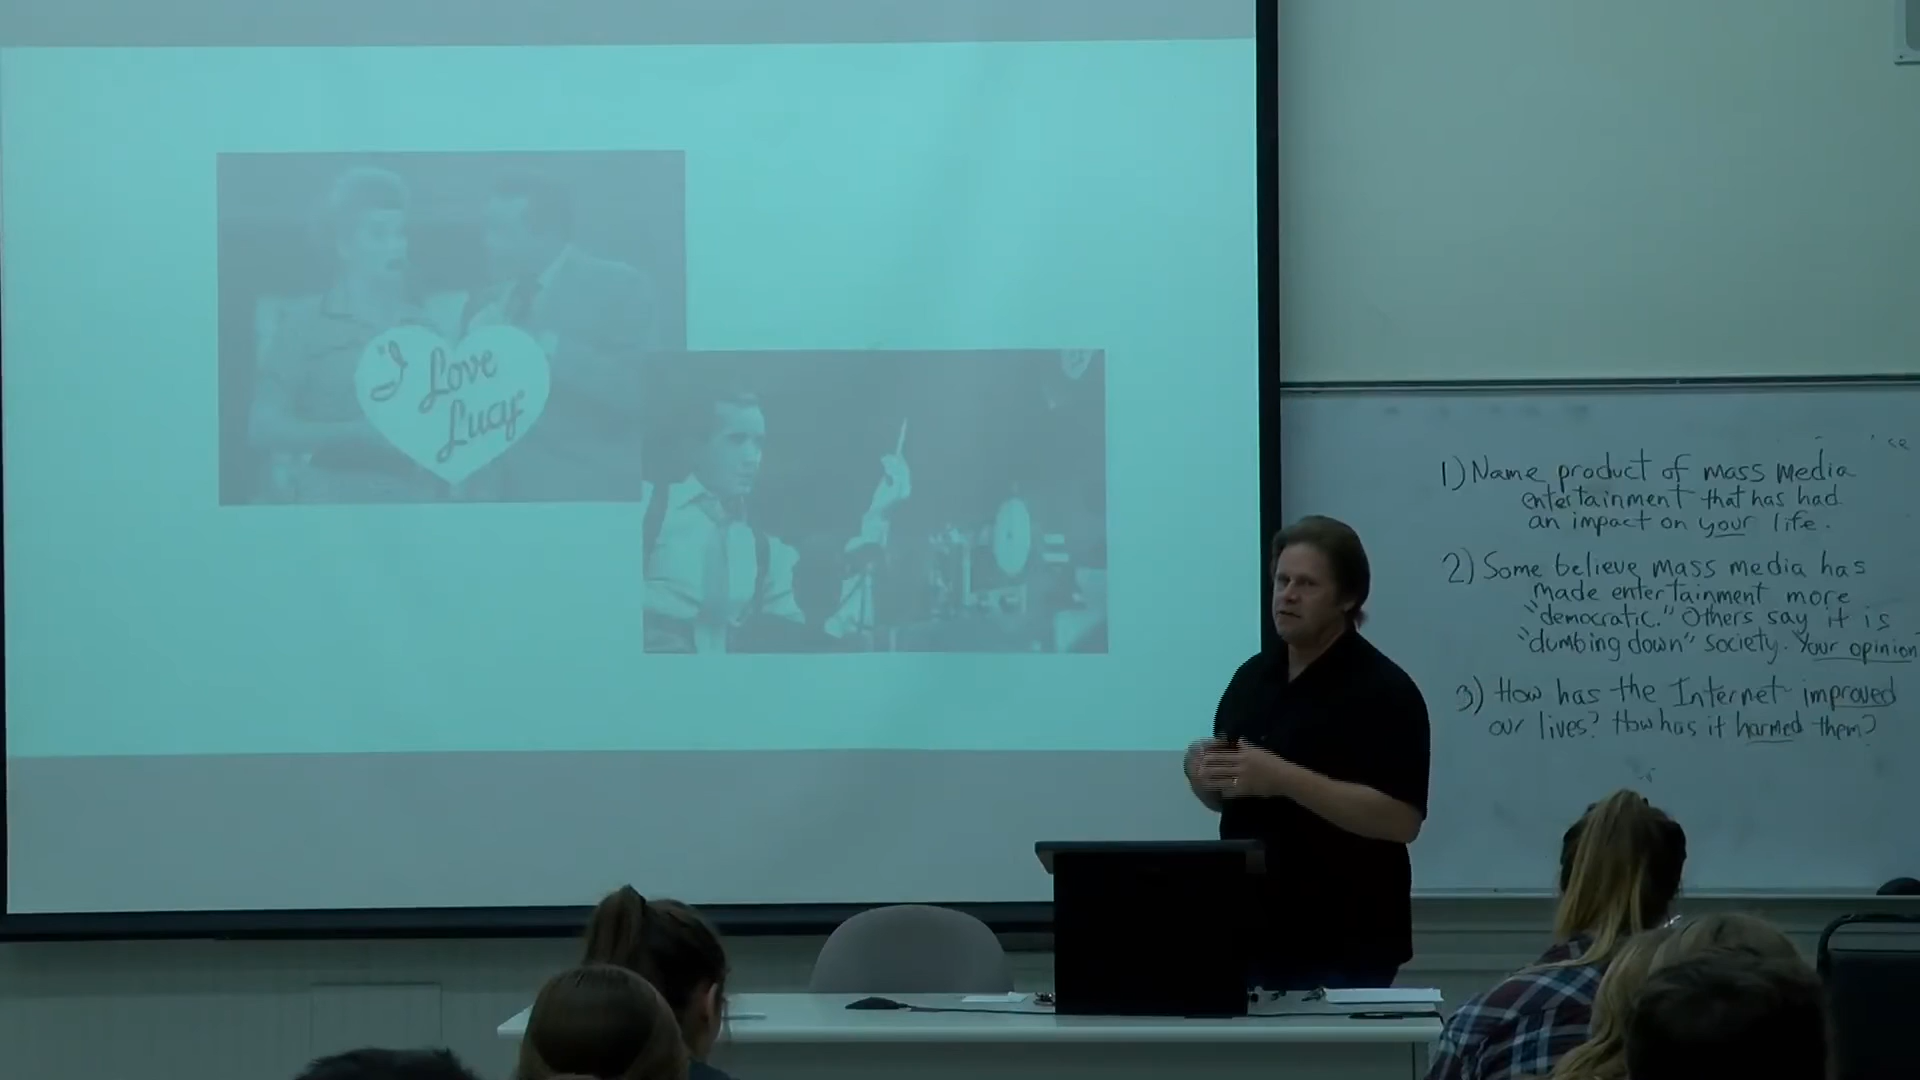 "I Love
Lucy"
1) Name product of mass media
entertainment that has had
an impact on your life.
2) Some believe mass media has
made entertainment more
"democratic." Others say it is
"dumbing down" society. Your opinion
3) How has the Internet improved
our lives? How has it harmed them?